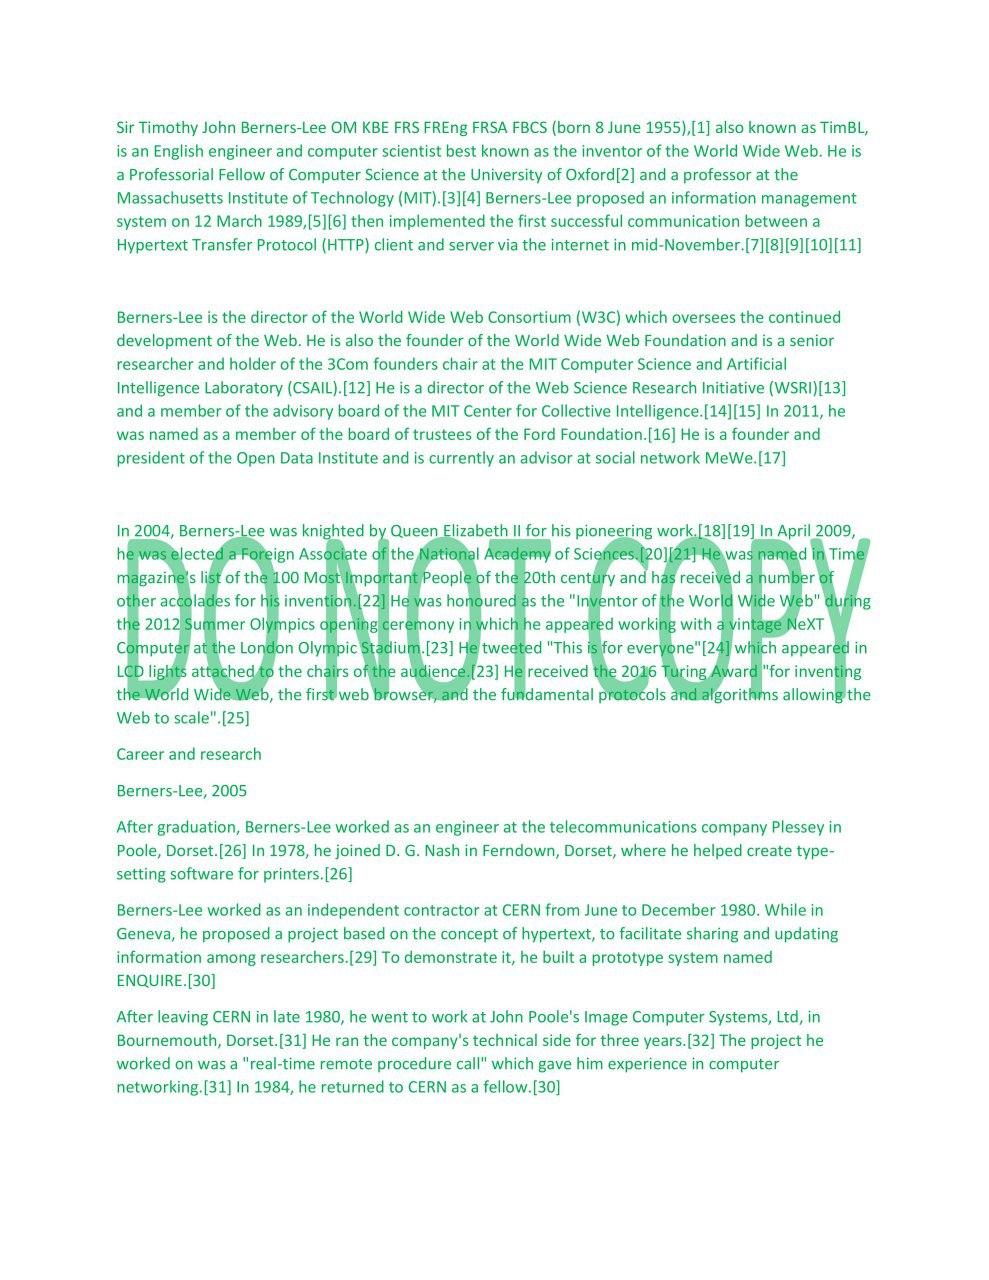 Sir Timothy John Berners-Lee OM KBE FRS FREng FRSA FBCS (born 8 June 1955),[1] also known as TimBL,
is an English engineer and computer scientist best known as the inventor of the World Wide Web. He is
a Professorial Fellow of Computer Science at the University of Oxford[2] and a professor at the
Massachusetts Institute of Technology (MIT).[3][4] Berners-Lee proposed an information management
system on 12 March 1989,[5][6] then implemented the first successful communication between a
Hypertext Transfer Protocol (HTTP) client and server via the internet in mid-November.[7][8][9][10][11]
Berners-Lee is the director of the World Wide Web Consortium (W3C) which oversees the continued
development of the Web. He is also the founder of the World Wide Web Foundation and is a senior
researcher and holder of the 3Com founders chair at the MIT Computer Science and Artificial
Intelligence Laboratory (CSAIL).[12] He is a director of the Web Science Research Initiative (WSRI)[13]
and a member of the advisory board of the MIT Center for Collective Intelligence.[14][15] In 2011, he
was named as a member of the board of trustees of the Ford Foundation.[16] He is a founder and
president of the Open Data Institute and is currently an advisor at social network MeWe.[17]
In 2004, Berners-Lee was knighted by Queen Elizabeth II for his pioneering work.[18][19] In April 2009,
he was elected a Foreign Associate of the National Academy of Sciences.[20][21] He was named in Time
magazine's list of the 100 Most Important People of the 20th century and has received a number of
other accolades for his invention.[22] He was honoured as the "Inventor of the World Wide Web" during
the 2012 Summer Olympics opening ceremony in which he appeared working with a vintage NeXT
Computer at the London Olympic Stadium.[23] He tweeted "This is for everyone"[24] which appeared in
LCD lights attached to the chairs of the audience.[23] He received the 2016 Turing Award "for inventing
the World Wide Web, the first web browser, and the fundamental protocols and algorithms allowing the
Web to scale".[25]
DO NOT COPY
Career and research
Berners-Lee, 2005
After graduation, Berners-Lee worked as an engineer at the telecommunications company Plessey in
Poole, Dorset.[26] In 1978, he joined D. G. Nash in Ferndown, Dorset, where he helped create type-
setting software for printers.[26]
Berners-Lee worked as an independent contractor at CERN from June to December 1980. While in
Geneva, he proposed a project based on the concept of hypertext, to facilitate sharing and updating
information among researchers.[29] To demonstrate it, he built a prototype system named
ENQUIRE.[30]
After leaving CERN in late 1980, he went to work at John Poole's Image Computer Systems, Ltd, in
Bournemouth, Dorset.[31] He ran the company's technical side for three years.[32] The project he
worked on was a "real-time remote procedure call" which gave him experience in computer
networking.[31] In 1984, he returned to CERN as a fellow.[30]